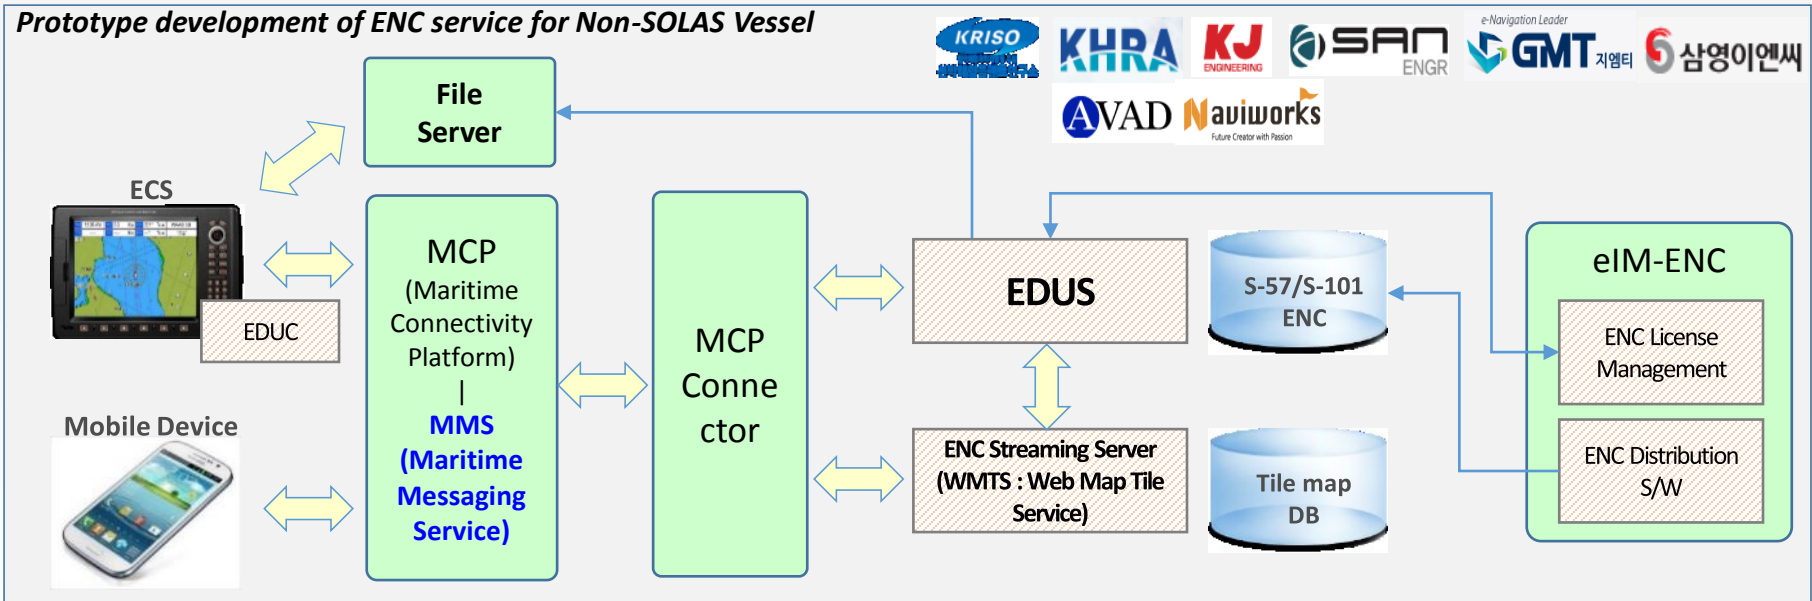 Prototype development of ENC service for Non-SOLAS Vessel
KRISO
KHRA
KJ
ENGINEERING
SAN
ENGR
e-Navigation Leader
GMT 지엠티
삼영이엔씨
AVAD
Naviworks
Future Creator with Passion
File
Server
ECS
EDUC
Mobile Device
MCP
(Maritime
Connectivity
Platform)
|
MMS
(Maritime
Messaging
Service)
MCP
Conne
ctor
EDUS
ENC Streaming Server
(WMTS : Web Map Tile
Service)
S-57/S-101
ENC
Tile map
DB
eIM-ENC
ENC License
Management
ENC Distribution
S/W